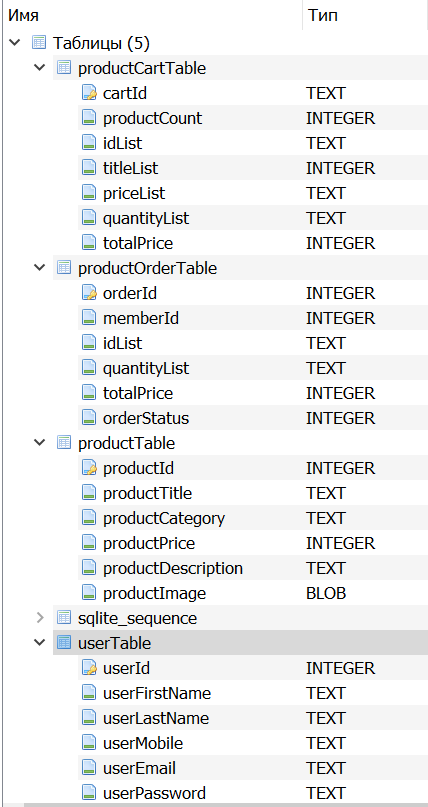 Имя Тип
Таблицы (5)
productCartTable
cartId TEXT
productCount INTEGER
idList TEXT
titleList INTEGER
priceList TEXT
quantityList TEXT
totalPrice INTEGER
productOrderTable
orderId INTEGER
memberId INTEGER
idList TEXT
quantityList TEXT
totalPrice INTEGER
orderStatus INTEGER
productTable
productId INTEGER
productTitle TEXT
productCategory TEXT
productPrice INTEGER
productDescription TEXT
productImage BLOB
sqlite_sequence
userTable
userId INTEGER
userFirstName TEXT
userLastName TEXT
userMobile TEXT
userEmail TEXT
userPassword TEXT